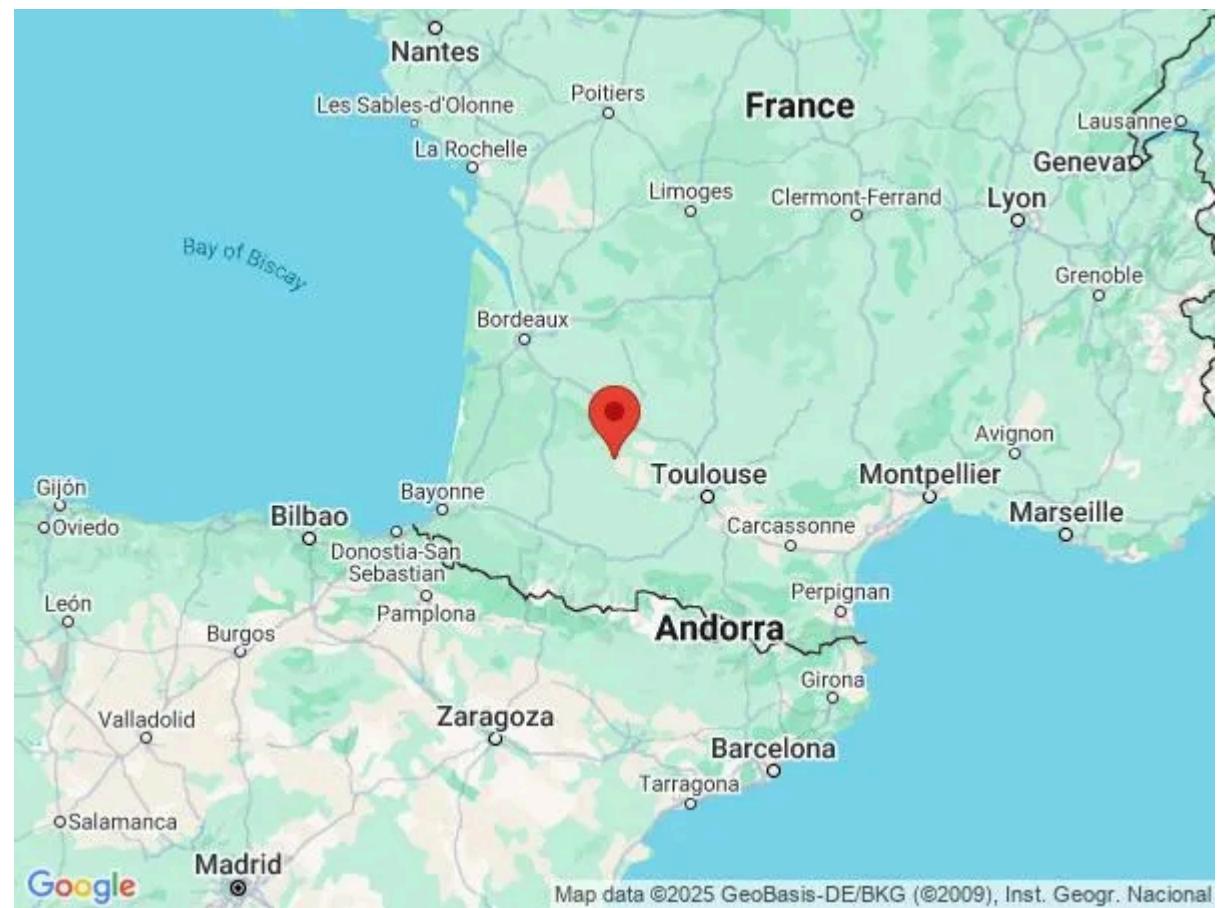 Nantes
Poitiers
France
Les Sables-d'Olonne
Lausanne
La Rochelle
Geneva
Limoges
Clermont-Ferrand
Lyon
Bay of Biscay
Grenoble
Bordeaux
Avignon
Toulouse
Montpellier
Gijón
Bayonne
Marseille
Oviedo
Bilbao
Carcassonne
Donostia-San
Sebastian
Perpignan
León
Pamplona
Andorra
Burgos
Girona
Valladolid
Zaragoza
Barcelona
Tarragona
Salamanca
Madrid
Google
Map data ©2025 GeoBasis-DE/BKG (©2009), Inst. Geogr. Nacional